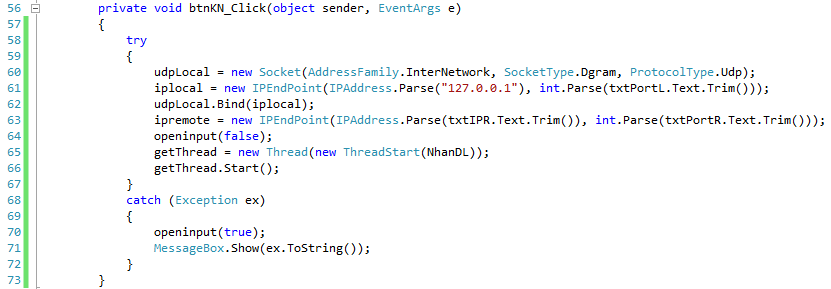 56 private void btnKN_Click(object sender, EventArgs e)
57 {
58 try
59 {
60 udpLocal = new Socket(AddressFamily.InterNetwork, SocketType.Dgram, ProtocolType.Udp);
61 iplocal = new IPEndPoint(IPAddress.Parse("127.0.0.1"), int.Parse(txtPortL.Text.Trim()));
62 udpLocal.Bind(iplocal);
63 ipremote = new IPEndPoint(IPAddress.Parse(txtIPR.Text.Trim()), int.Parse(txtPortR.Text.Trim()));
64 openinput(false);
65 getThread = new Thread(new ThreadStart(NhanDL));
66 getThread.Start();
67 }
68 catch (Exception ex)
69 {
70 openinput(true);
71 MessageBox.Show(ex.ToString());
72 }
73 }